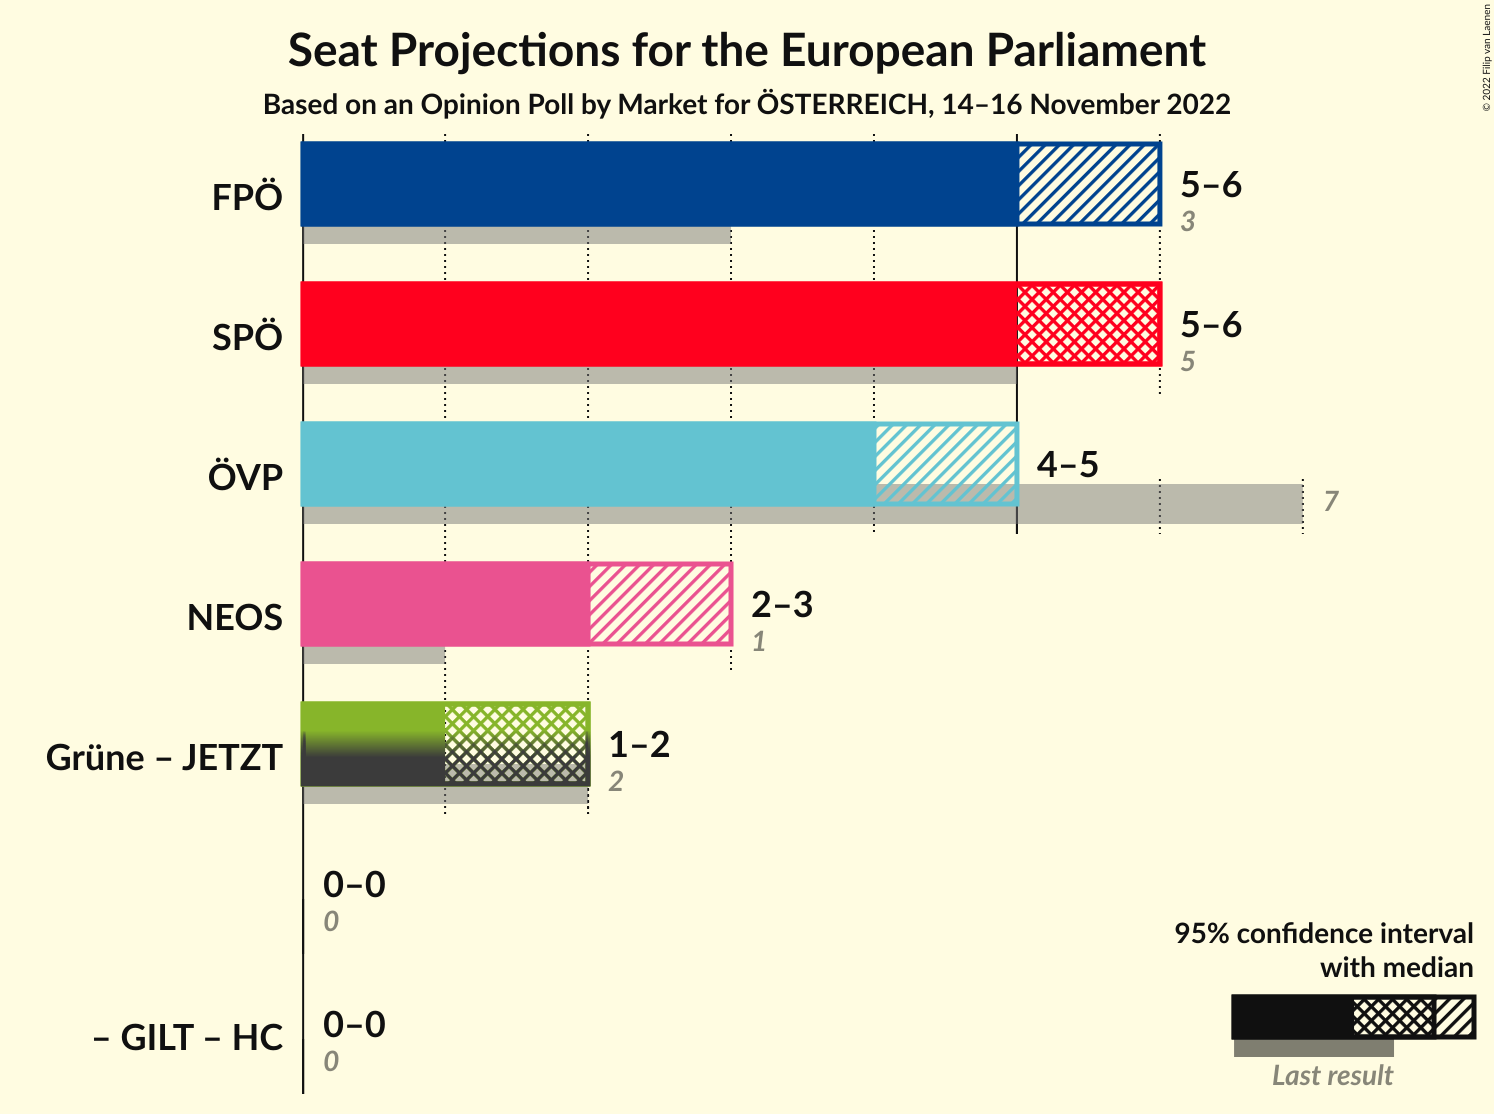 Seat Projections for the European Parliament
Based on an Opinion Poll by Market for ÖSTERREICH, 14–16 November 2022
© 2022 Filip van Laenen
FPÖ
5–6
3
SPÖ
5–6
5
ÖVP
4–5
7
NEOS
2–3
1
Grüne – JETZT
1–2
2
0–0
0
– GILT – HC
0–0
0
95% confidence interval
with median
Last result